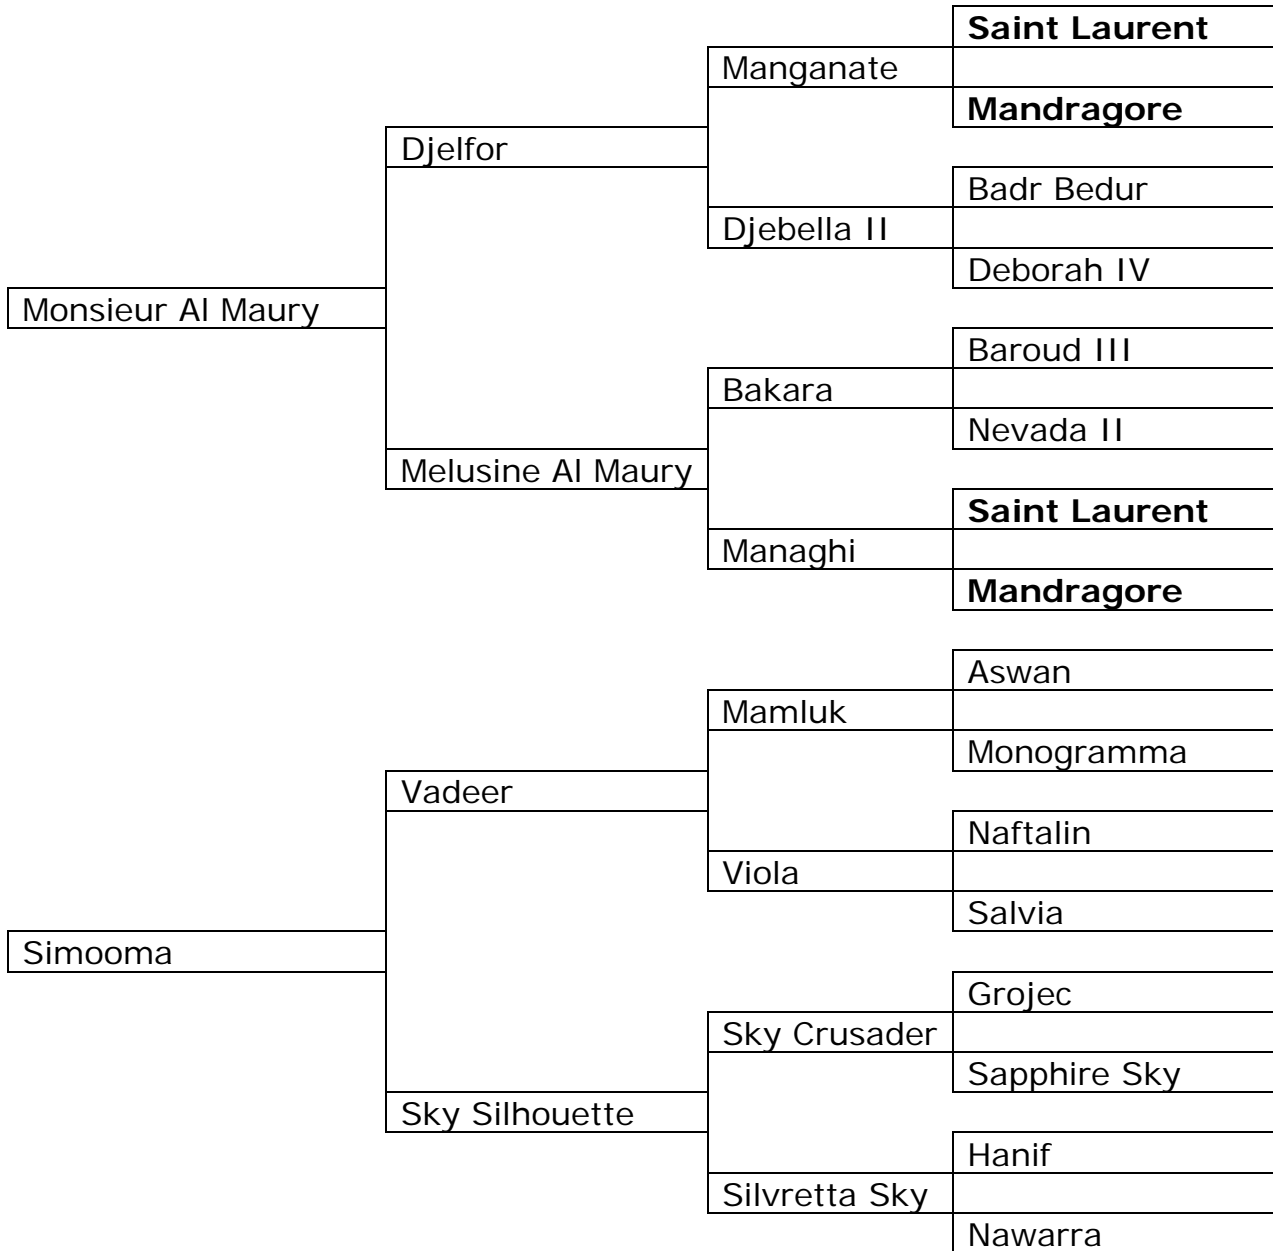 Saint Laurent
Manganate
Mandragore
Djelfor
Badr Bedur
Djebella II
Deborah IV
Monsieur Al Maury
Baroud III
Bakara
Nevada II
Melusine Al Maury
Saint Laurent
Managhi
Mandragore
Aswan
Mamluk
Monogramma
Vadeer
Naftalin
Viola
Salvia
Simooma
Grojec
Sky Crusader
Sapphire Sky
Sky Silhouette
Hanif
Silvretta Sky
Nawarra